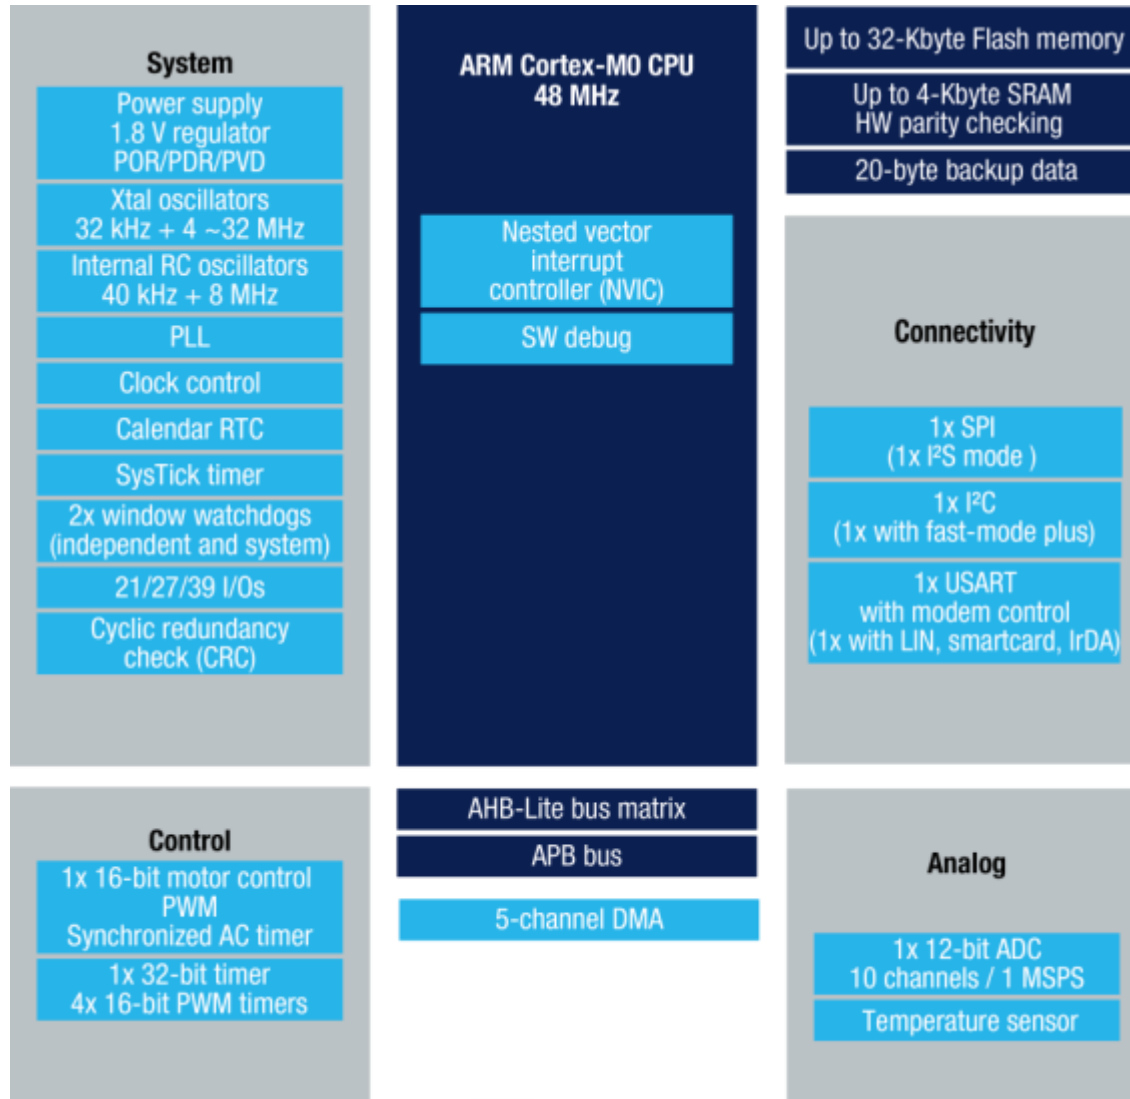 System
Power supply
1.8 V regulator
POR/PDR/PVD
Xtal oscillators
32 kHz + 4 ~32 MHz
Internal RC oscillators
40 kHz + 8 MHz
PLL
Clock control
Calendar RTC
SysTick timer
2x window watchdogs
(independent and system)
21/27/39 I/Os
Cyclic redundancy
check (CRC)
ARM Cortex-M0 CPU
48 MHz
Nested vector
interrupt
controller (NVIC)
SW debug
Up to 32-Kbyte Flash memory
Up to 4-Kbyte SRAM
HW parity checking
20-byte backup data
Connectivity
1x SPI
(1x I²S mode )
1x I²C
(1x with fast-mode plus)
1x USART
with modem control
(1x with LIN, smartcard, IrDA)
Control
1x 16-bit motor control
PWM
Synchronized AC timer
1x 32-bit timer
4x 16-bit PWM timers
AHB-Lite bus matrix
APB bus
5-channel DMA
Analog
1x 12-bit ADC
10 channels / 1 MSPS
Temperature sensor